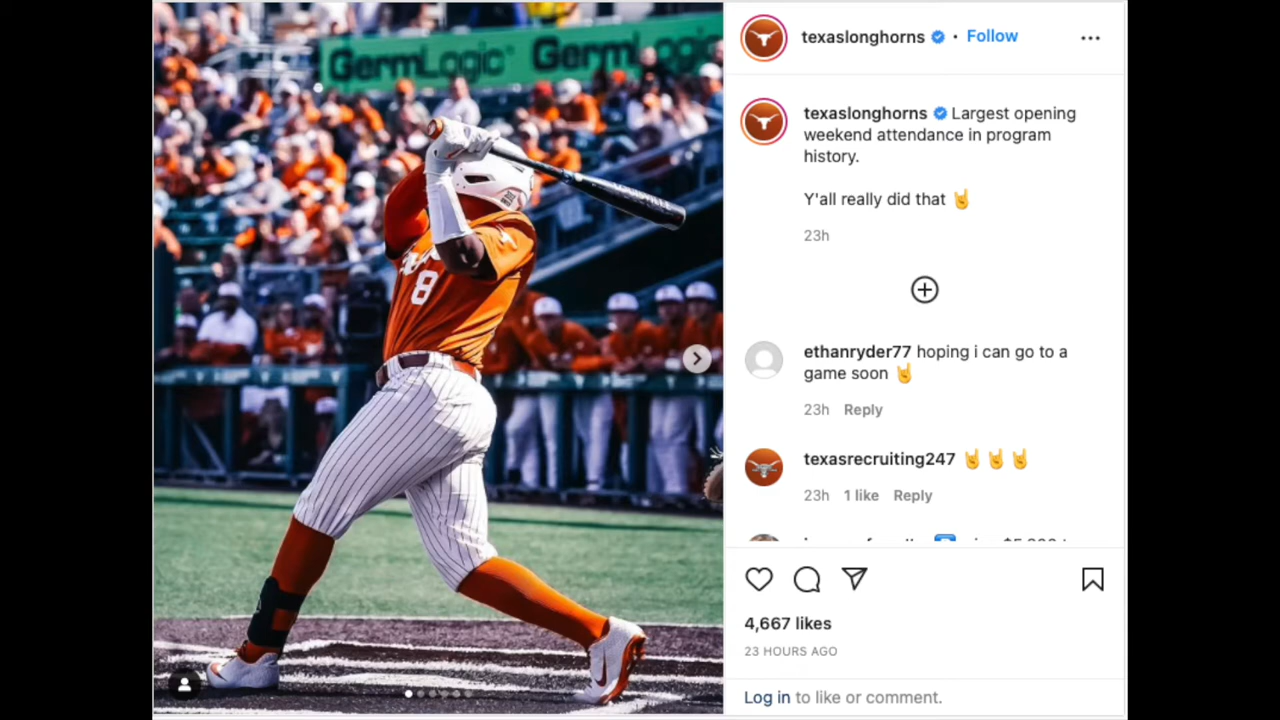 GermLogic GermLogic
8
texaslonghorns • Follow
texaslonghorns Largest opening
weekend attendance in program
history.
Y'all really did that 🤘
23h
ethanryder77 hoping i can go to a
game soon 🤘
23h Reply
texasrecruiting247 🤘 🤘 🤘
23h 1 like Reply
4,667 likes
23 HOURS AGO
Log in to like or comment.